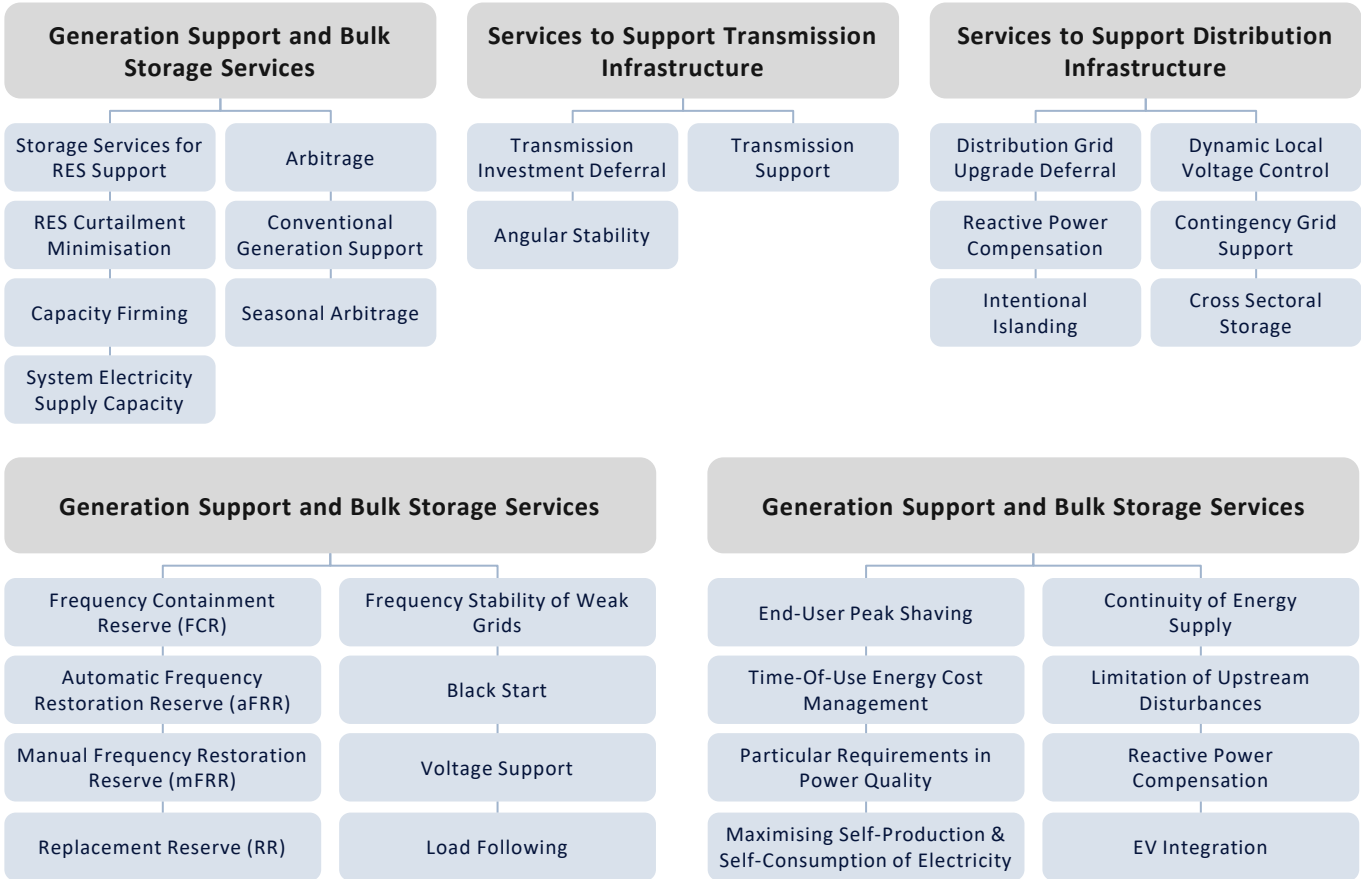 Generation Support and Bulk
Storage Services
Storage Services for
RES Support
RES Curtailment
Minimisation
Capacity Firming
System Electricity
Supply Capacity
Arbitrage
Conventional
Generation Support
Seasonal Arbitrage
Services to Support Transmission
Infrastructure
Transmission
Investment Deferral
Angular Stability
Transmission
Support
Services to Support Distribution
Infrastructure
Distribution Grid
Upgrade Deferral
Reactive Power
Compensation
Intentional
Islanding
Dynamic Local
Voltage Control
Contingency Grid
Support
Cross Sectoral
Storage
Generation Support and Bulk Storage Services
Frequency Containment
Reserve (FCR)
Automatic Frequency
Restoration Reserve (aFRR)
Manual Frequency Restoration
Reserve (mFRR)
Replacement Reserve (RR)
Frequency Stability of Weak
Grids
Black Start
Voltage Support
Load Following
Generation Support and Bulk Storage Services
End-User Peak Shaving
Time-Of-Use Energy Cost
Management
Particular Requirements in
Power Quality
Maximising Self-Production &
Self-Consumption of Electricity
Continuity of Energy
Supply
Limitation of Upstream
Disturbances
Reactive Power
Compensation
EV Integration